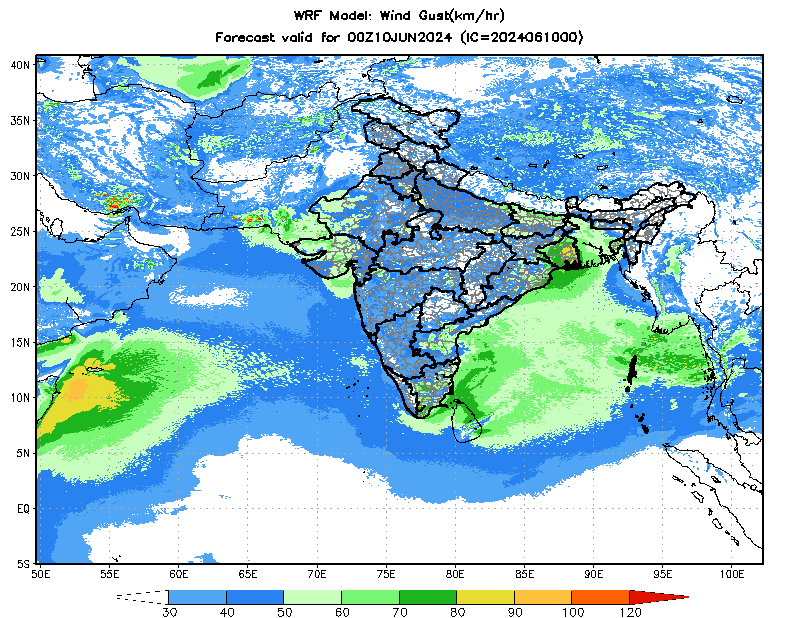 WRF Model: Wind Gust(km/hr)
Forecast valid for 00Z10JUN2024 (IC=2024061000)
40N
35N
30N
25N
20N
15N
10N
5N
EQ
5S
50E 55E 60E 65E 70E 75E 80E 85E 90E 95E 100E
30 40 50 60 70 80 90 100 120